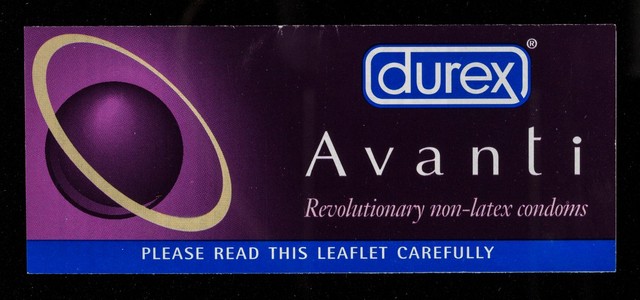 durex®
Avanti
Revolutionary non-latex condoms
PLEASE READ THIS LEAFLET CAREFULLY